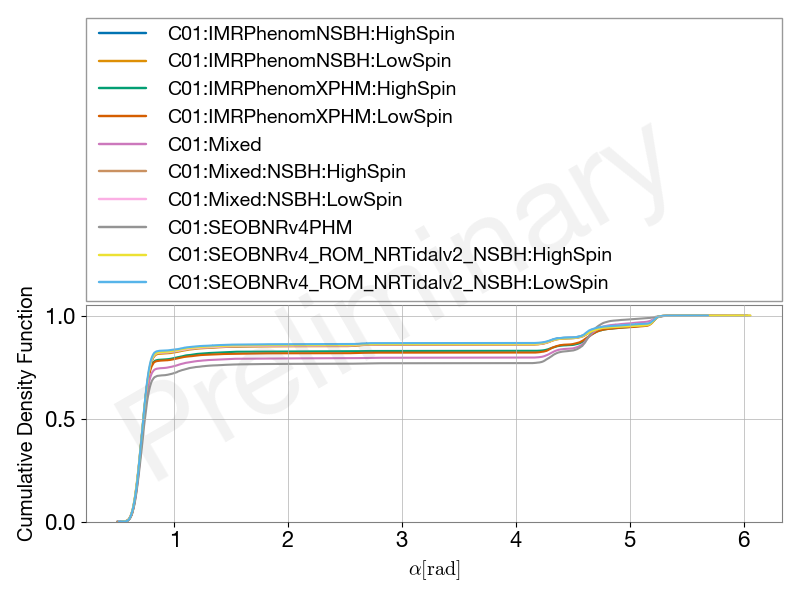 C01:IMRPhenomNSBH:HighSpin
C01:IMRPhenomNSBH:LowSpin
C01:IMRPhenomXPHM:HighSpin
C01:IMRPhenomXPHM:LowSpin
C01:Mixed
C01:Mixed:NSBH:HighSpin
C01:Mixed:NSBH:LowSpin
C01:SEOBNRv4PHM
C01:SEOBNRv4_ROM_NRTidalv2_NSBH:HighSpin
C01:SEOBNRv4_ROM_NRTidalv2_NSBH:LowSpin
Preliminary
Cumulative Density Function
1.0
0.5
0.0
1 2 3 4 5 6
α[rad]